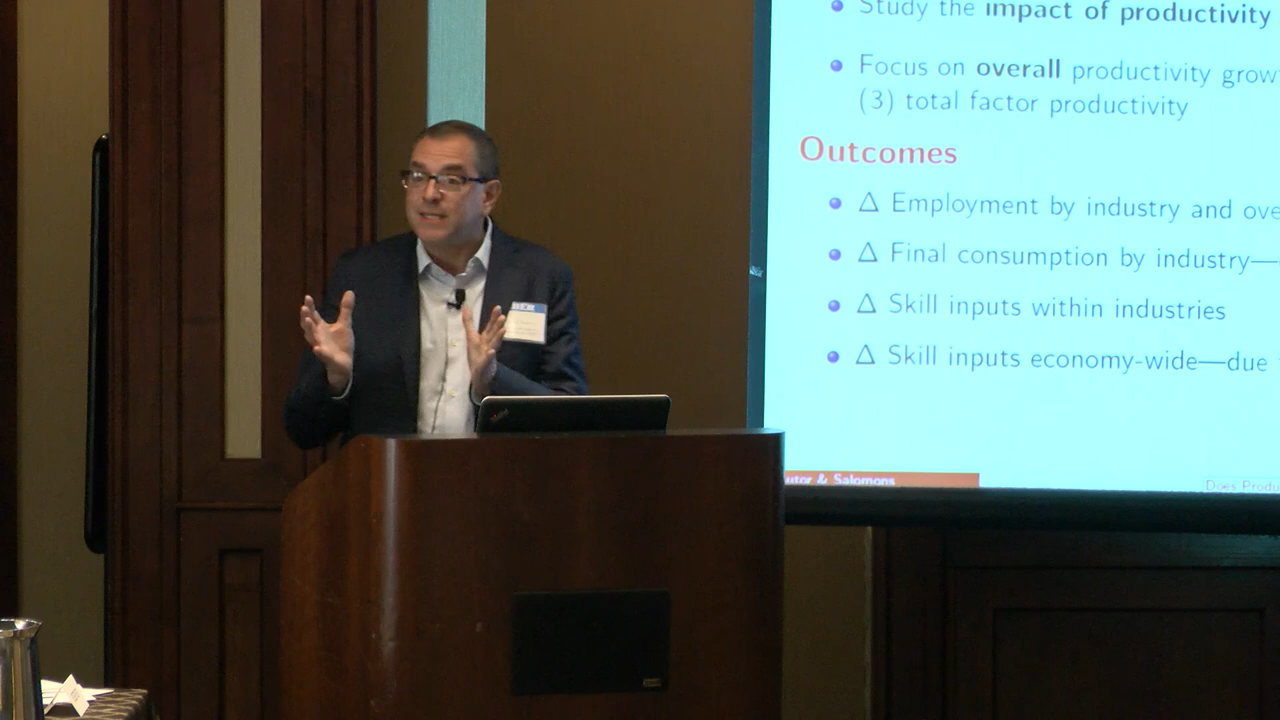 Study the impact of productivity
Focus on overall productivity grow
(3) total factor productivity
Outcomes
Δ Employment by industry and ove
Δ Final consumption by industry—
Δ Skill inputs within industries
Δ Skill inputs economy-wide—due
utor & Salomons
Does Produ